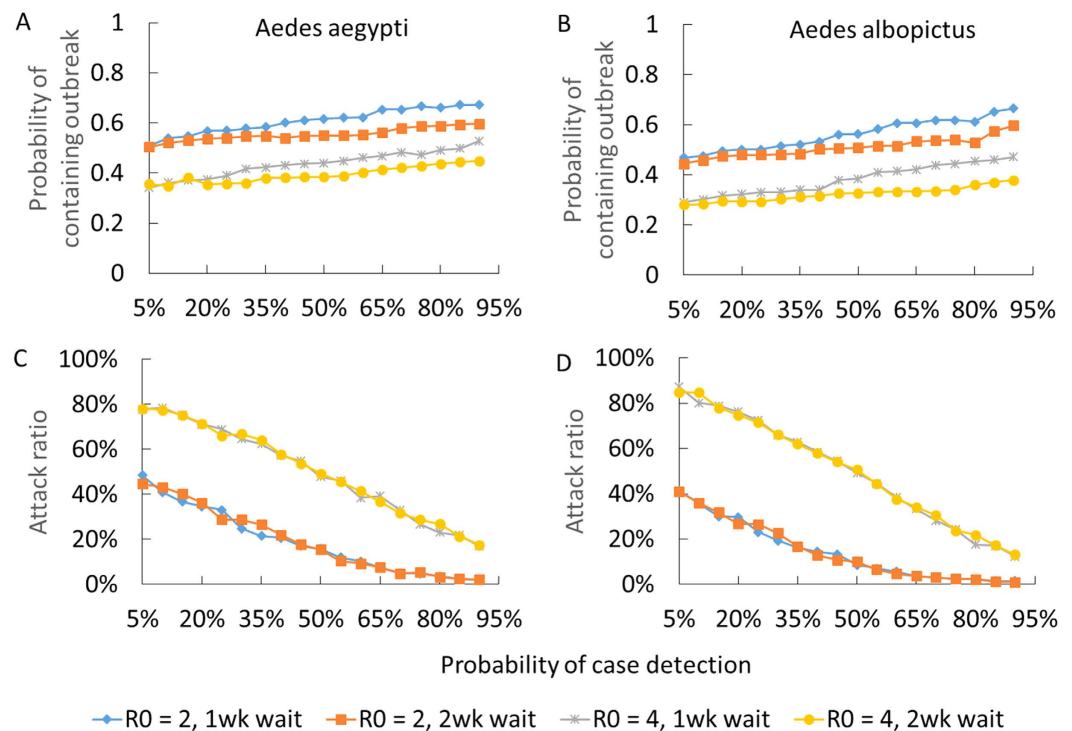 A
Aedes aegypti
Probability of
containing outbreak
1
0.8
0.6
0.4
0.2
0
5% 20% 35% 50% 65% 80% 95%
B
Aedes albopictus
Probability of
containing outbreak
1
0.8
0.6
0.4
0.2
0
5% 20% 35% 50% 65% 80% 95%
C
Attack ratio
100%
80%
60%
40%
20%
0%
5% 20% 35% 50% 65% 80% 95%
D
Attack ratio
100%
80%
60%
40%
20%
0%
5% 20% 35% 50% 65% 80% 95%
Probability of case detection
R0 = 2, 1wk wait R0 = 2, 2wk wait R0 = 4, 1wk wait R0 = 4, 2wk wait